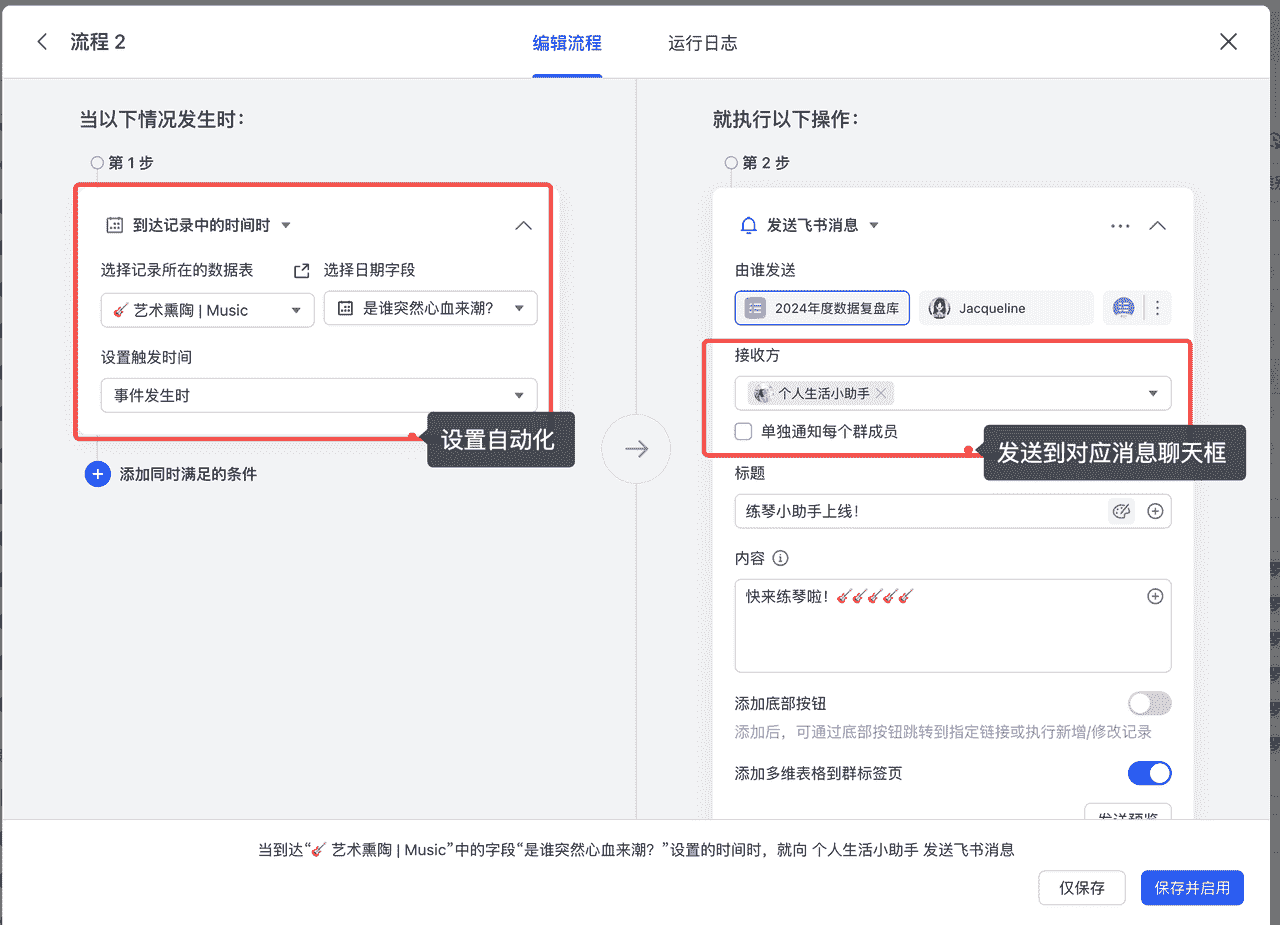 流程 2
编辑流程
运行日志
当以下情况发生时：
第 1 步
到达记录中的时间时
选择记录所在的数据表
选择日期字段
艺术熏陶 | Music
是谁突然心血来潮？
设置触发时间
事件发生时
设置自动化
添加同时满足的条件
就执行以下操作：
第 2 步
发送飞书消息
由谁发送
2024年度数据复盘库
Jacqueline
接收方
个人生活小助手
单独通知每个群成员
发送到对应消息聊天框
标题
练琴小助手上线！
内容
快来练琴啦！🎸🎸🎸🎸🎸
添加底部按钮
添加后，可通过底部按钮跳转到指定链接或执行新增/修改记录
添加多维表格到群标签页
发送预览
当到达“🎸 艺术熏陶 | Music”中的字段“是谁突然心血来潮？”设置的时间时，就向 个人生活小助手 发送飞书消息
仅保存
保存并启用